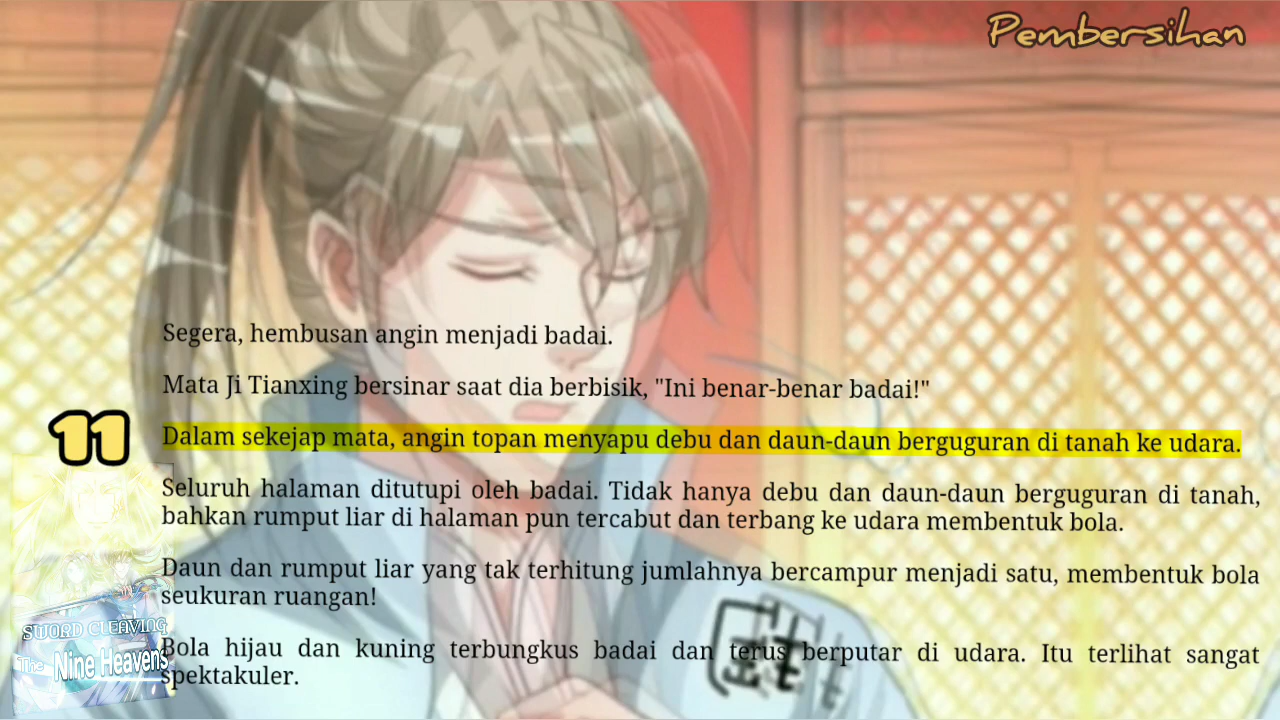 Pembersihan
Segera, hembusan angin menjadi badai.
Mata Ji Tianxing bersinar saat dia berbisik, "Ini benar-benar badai!"
11
Dalam sekejap mata, angin topan menyapu debu dan daun-daun berguguran di tanah ke udara.
Seluruh halaman ditutupi oleh badai. Tidak hanya debu dan daun-daun berguguran di tanah,
bahkan rumput liar di halaman pun tercabut dan terbang ke udara membentuk bola.
Daun dan rumput liar yang tak terhitung jumlahnya bercampur menjadi satu, membentuk bola
seukuran ruangan!
Bola hijau dan kuning terbungkus badai dan terus berputar di udara. Itu terlihat sangat
spektakuler.
SWORD CLEAVING
The Nine Heavens